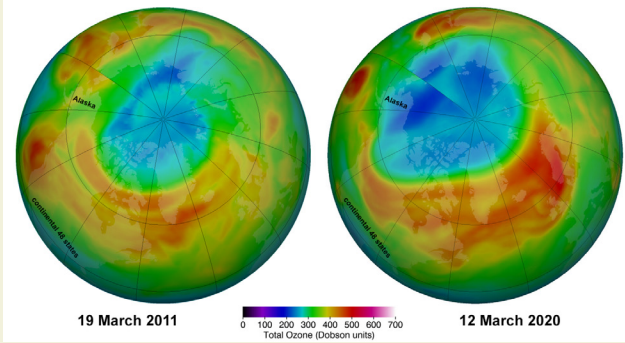 Alaska
continental 48 states
Alaska
continental 48 states
19 March 2011
0 100 200 300 400 500 600 700
Total Ozone (Dobson units)
12 March 2020